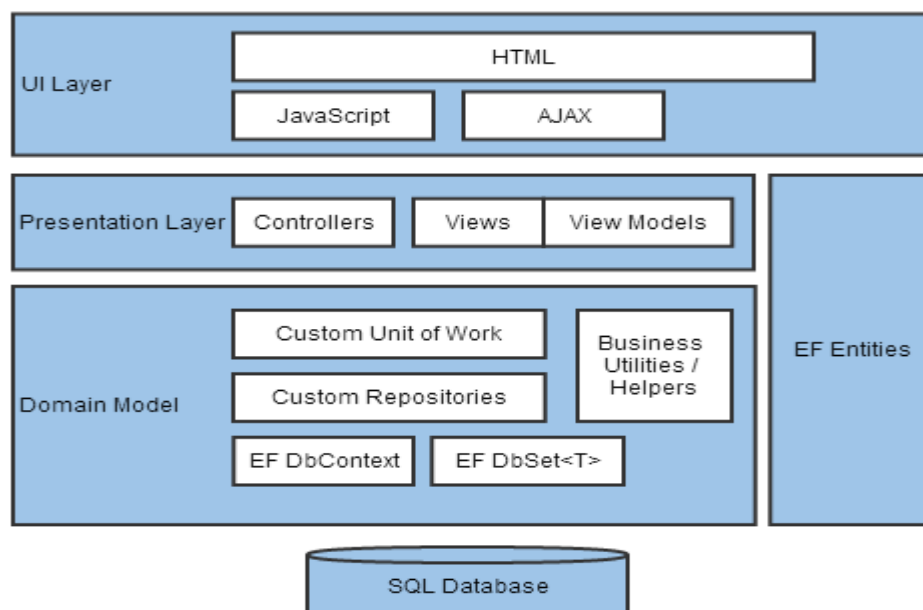 HTML
UI Layer
JavaScript
AJAX
Presentation Layer
Controllers
Views
View Models
Custom Unit of Work
Business
Utilities /
Helpers
EF Entities
Domain Model
Custom Repositories
EF DbContext
EF DbSet<T>
SQL Database